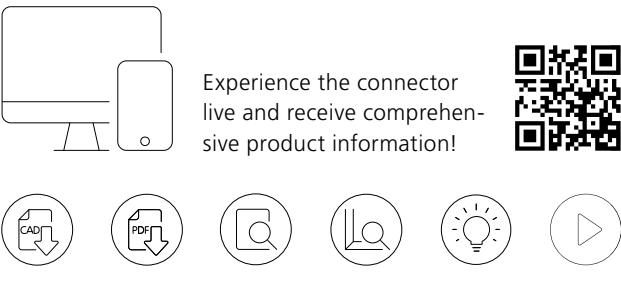 Experience the connector
live and receive comprehen-
sive product information!
CAD
PDF